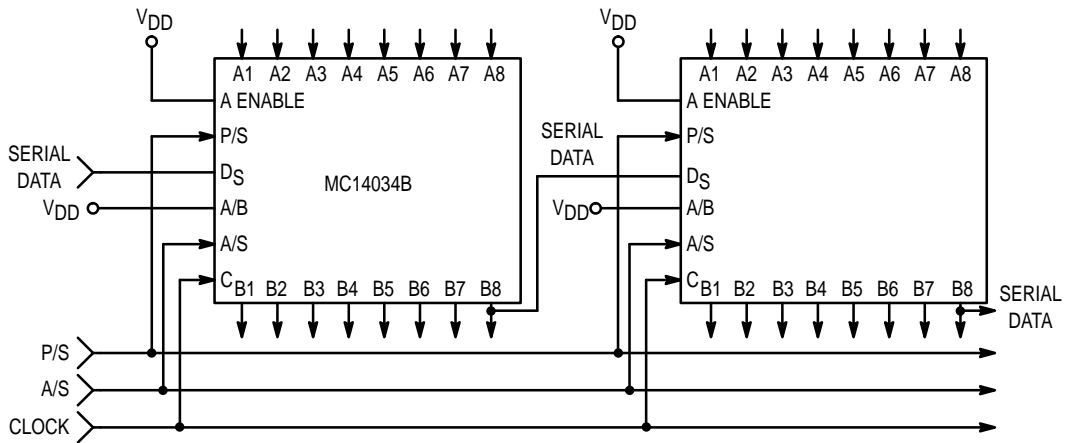 VDD
VDD
A1 A2 A3 A4 A5 A6 A7 A8
A ENABLE
P/S
DS
A/B
A/S
C
MC14034B
B1 B2 B3 B4 B5 B6 B7 B8
SERIAL
DATA
VDD
SERIAL
DATA
VDD
A1 A2 A3 A4 A5 A6 A7 A8
A ENABLE
P/S
DS
A/B
A/S
C
B1 B2 B3 B4 B5 B6 B7 B8
SERIAL
DATA
P/S
A/S
CLOCK